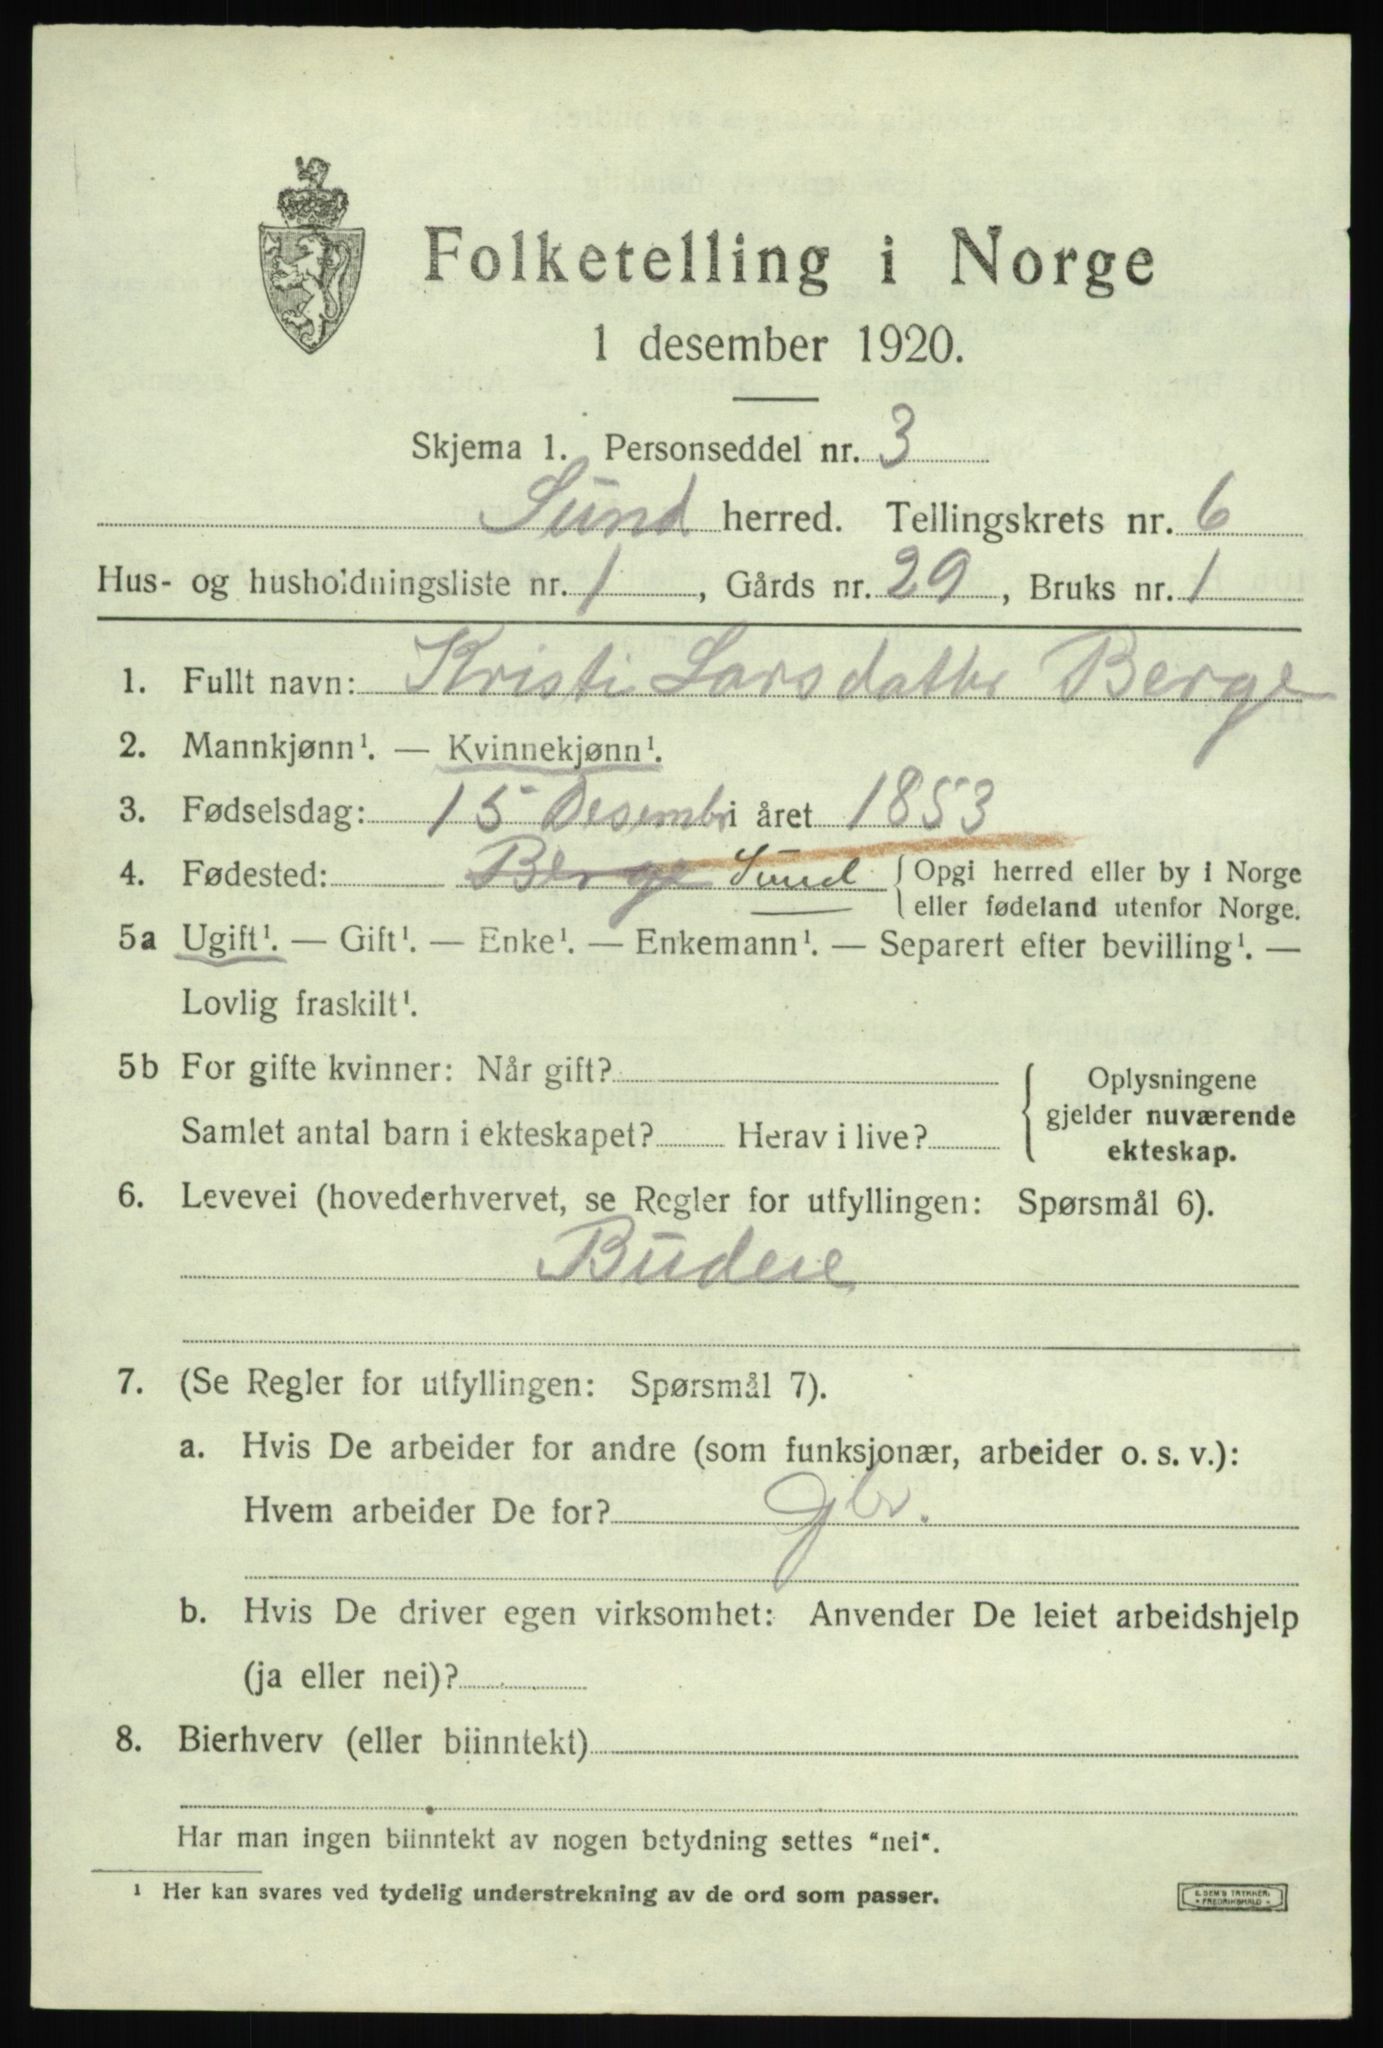 Folketelling i Norge
1 desember 1920.
Skjema 1. Personseddel nr. 3
Sund herred. Tellingskrets nr. 6
Hus- og husholdningsliste nr. 1, Gårds nr. 29, Bruks nr. 1
1. Fullt navn: Kristi Larsdatter Berge
2. Mannkjønn¹. — Kvinnekjønn¹.
3. Fødselsdag: 15 Desembr i året 1853
4. Fødested: Berge Sund { Opgi herred eller by i Norge
eller fødeland utenfor Norge.
5a Ugift¹. — Gift¹. — Enke¹. — Enkemann¹. — Separert efter bevilling¹. —
Lovlig fraskilt¹.
5b For gifte kvinner: Når gift?
Samlet antal barn i ekteskapet? Herav i live?
Oplysningene
gjelder nuværende
ekteskap.
6. Levevei (hovederhvervet, se Regler for utfyllingen: Spørsmål 6).
Budeie
7. (Se Regler for utfyllingen: Spørsmål 7).
a. Hvis De arbeider for andre (som funksjonær, arbeider o. s. v.):
Hvem arbeider De for? Gbr.
b. Hvis De driver egen virksomhet: Anvender De leiet arbeidshjelp
(ja eller nei)?
8. Bierhverv (eller biinntekt)
Har man ingen biinntekt av nogen betydning settes "nei".
¹ Her kan svares ved tydelig understrekning av de ord som passer.
E. SEM'S TRYKKERI
FREDRIKSHALD